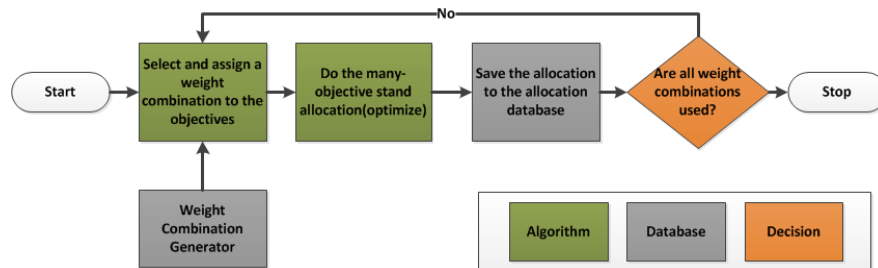 No
Start
Select and assign a
weight
combination to the
objectives
Do the many-
objective stand
allocation(optimize)
Save the allocation
to the allocation
database
Are all weight
combinations
used?
Stop
Weight
Combination
Generator
Algorithm
Database
Decision